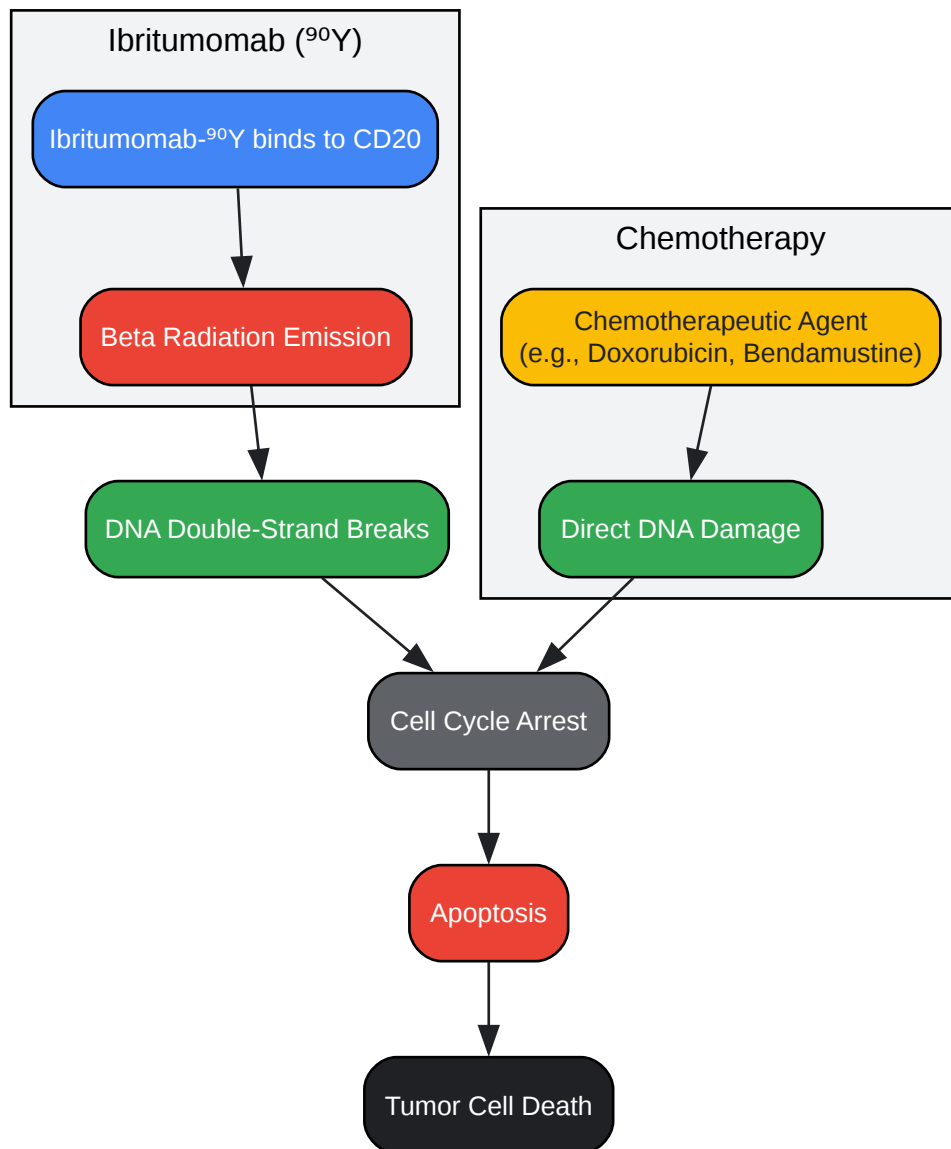 Ibritumomab (⁹⁰Y)
Ibritumomab-⁹⁰Y binds to CD20
Beta Radiation Emission
Chemotherapy
Chemotherapeutic Agent
(e.g., Doxorubicin, Bendamustine)
DNA Double-Strand Breaks
Direct DNA Damage
Cell Cycle Arrest
Apoptosis
Tumor Cell Death